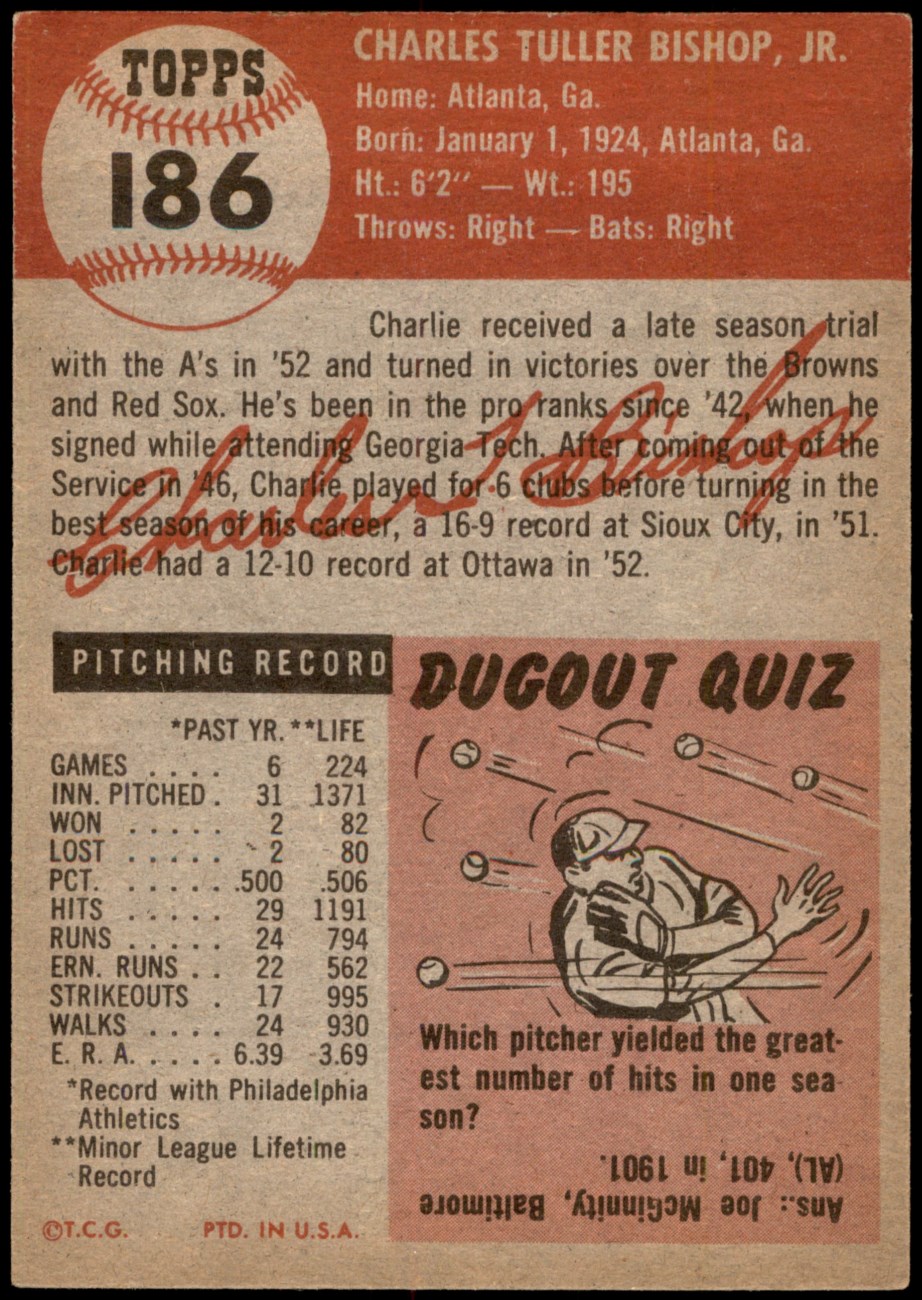 TOPPS
186
CHARLES TULLER BISHOP, JR.
Home: Atlanta, Ga.
Born: January 1, 1924, Atlanta, Ga.
Ht.: 6'2" — Wt.: 195
Throws: Right — Bats: Right
Charlie received a late season trial
with the A's in '52 and turned in victories over the Browns
and Red Sox. He's been in the pro ranks since '42, when he
signed while attending Georgia Tech. After coming out of the
Service in '46, Charlie played for 6 clubs before turning in the
best season of his career, a 16-9 record at Sioux City, in '51.
Charlie had a 12-10 record at Ottawa in '52.
Charles T Bishop
PITCHING RECORD
*PAST YR. **LIFE
GAMES . . . . 6 224
INN. PITCHED . 31 1371
WON . . . . . 2 82
LOST . . . . . 2 80
PCT. . . . . . .500 .506
HITS . . . . . 29 1191
RUNS . . . . . 24 794
ERN. RUNS . . 22 562
STRIKEOUTS . 17 995
WALKS . . . . 24 930
E. R. A. . . . . 6.39 3.69
*Record with Philadelphia
Athletics
**Minor League Lifetime
Record
©T.C.G. PTD. IN U.S.A.
DUGOUT QUIZ
Which pitcher yielded the great-
est number of hits in one sea-
son?
Ans.: Joe McGinnity, Baltimore
(AL), 401, in 1901.